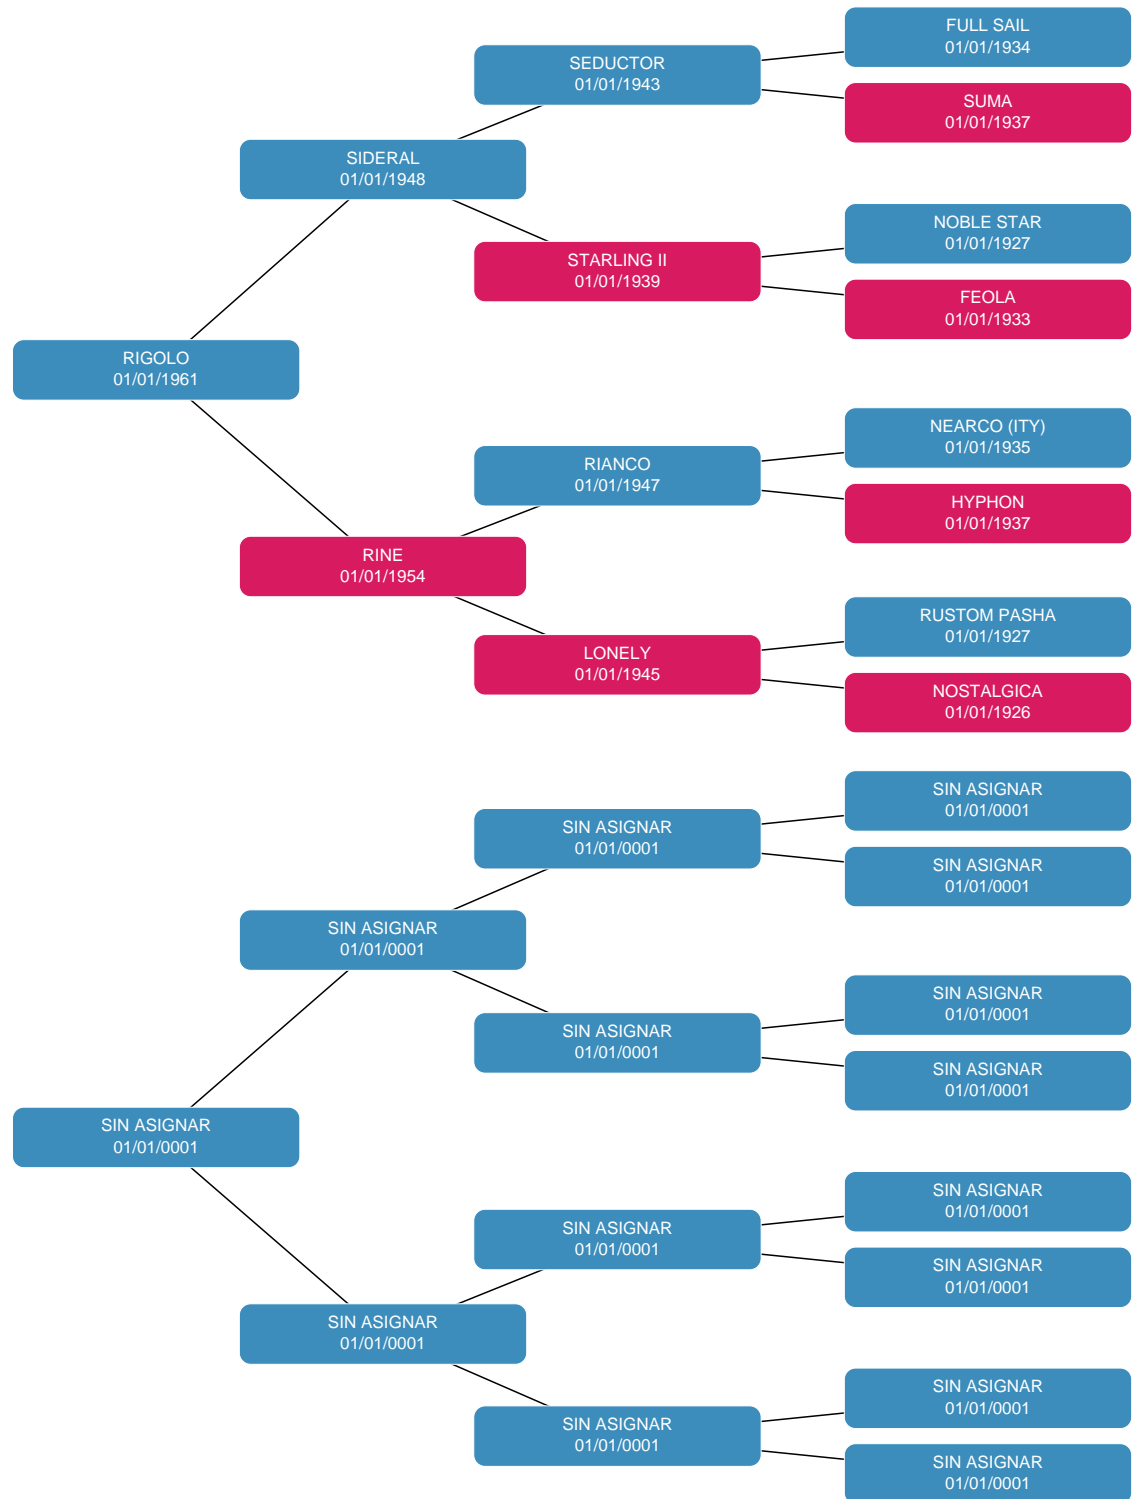 FULL SAIL
01/01/1934
SEDUCTOR
01/01/1943
SUMA
01/01/1937
SIDERAL
01/01/1948
NOBLE STAR
01/01/1927
STARLING II
01/01/1939
FEOLA
01/01/1933
RIGOLO
01/01/1961
NEARCO (ITY)
01/01/1935
RIANCO
01/01/1947
HYPHON
01/01/1937
RINE
01/01/1954
RUSTOM PASHA
01/01/1927
LONELY
01/01/1945
NOSTALGICA
01/01/1926
SIN ASIGNAR
01/01/0001
SIN ASIGNAR
01/01/0001
SIN ASIGNAR
01/01/0001
SIN ASIGNAR
01/01/0001
SIN ASIGNAR
01/01/0001
SIN ASIGNAR
01/01/0001
SIN ASIGNAR
01/01/0001
SIN ASIGNAR
01/01/0001
SIN ASIGNAR
01/01/0001
SIN ASIGNAR
01/01/0001
SIN ASIGNAR
01/01/0001
SIN ASIGNAR
01/01/0001
SIN ASIGNAR
01/01/0001
SIN ASIGNAR
01/01/0001
SIN ASIGNAR
01/01/0001